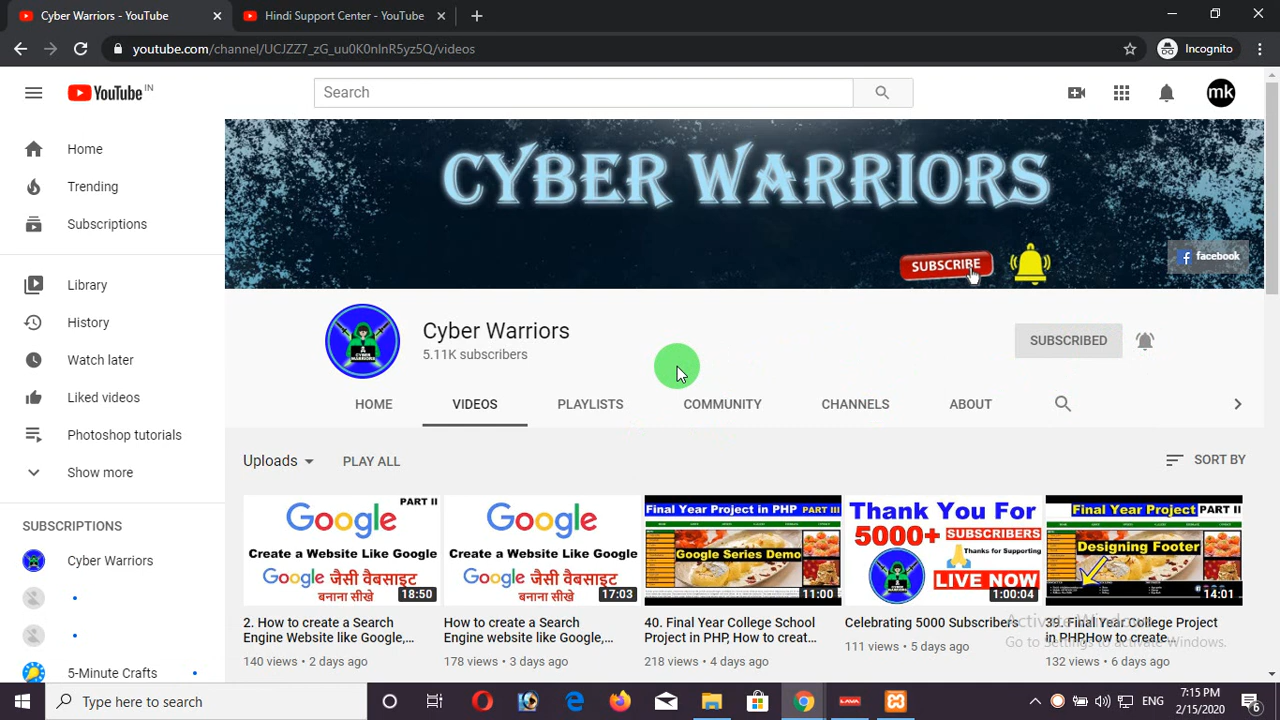 Cyber Warriors - YouTube
Hindi Support Center - YouTube
youtube.com/channel/UCJZZ7_zG_uu0K0nInR5yz5Q/videos
Incognito
YouTube IN
Search
mk
Home
Trending
Subscriptions
Library
History
Watch later
Liked videos
Photoshop tutorials
Show more
SUBSCRIPTIONS
Cyber Warriors
5-Minute Crafts
CYBER WARRIORS
SUBSCRIBE
facebook
CYBER
WARRIORS
Cyber Warriors
5.11K subscribers
SUBSCRIBED
HOME VIDEOS PLAYLISTS COMMUNITY CHANNELS ABOUT
Uploads PLAY ALL SORT BY
PART II
Google
Create a Website Like Google
Google जैसी वेबसाइट
बनाना सीखे
18:50
2. How to create a Search
Engine Website like Google,...
140 views • 2 days ago
Google
Create a Website Like Google
Google जैसी वेबसाइट
बनाना सीखे
17:03
How to create a Search
Engine website like Google,...
178 views • 3 days ago
Final Year Project in PHP PART III
Google Series Demo
11:00
40. Final Year College School
Project in PHP, How to creat...
218 views • 4 days ago
Thank You For
5000+ SUBSCRIBERS
Thanks for Supporting
LIVE NOW
1:00:04
Celebrating 5000 Subscribers
111 views • 5 days ago
Final Year Project PART II
Designing Footer
14:01
39. Final Year College Project
in PHP,How to create...
132 views • 6 days ago
Activate Windows
Go to Settings to activate Windows.
Type here to search
LAVA
ENG
7:15 PM
2/15/2020
6